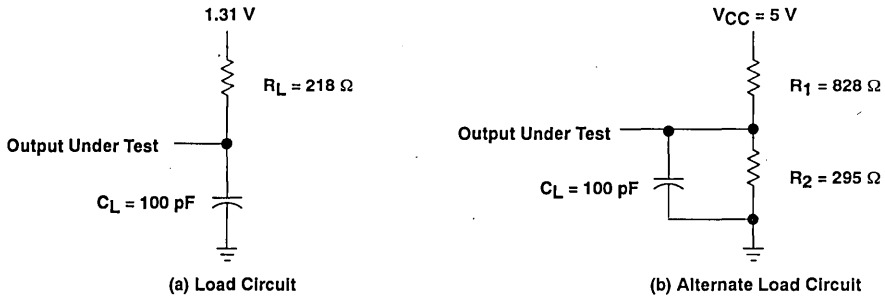 1.31 V
RL = 218 Ω
Output Under Test
CL = 100 pF
(a) Load Circuit
VCC = 5 V
R1 = 828 Ω
Output Under Test
CL = 100 pF
R2 = 295 Ω
(b) Alternate Load Circuit